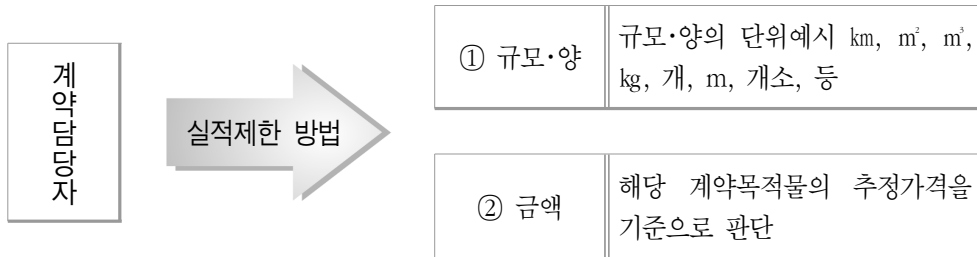 계약담당자
실적제한 방법
① 규모·양
규모·양의 단위예시 ㎞, ㎡, ㎥,
㎏, 개, m, 개소, 등
② 금액
해당 계약목적물의 추정가격을
기준으로 판단